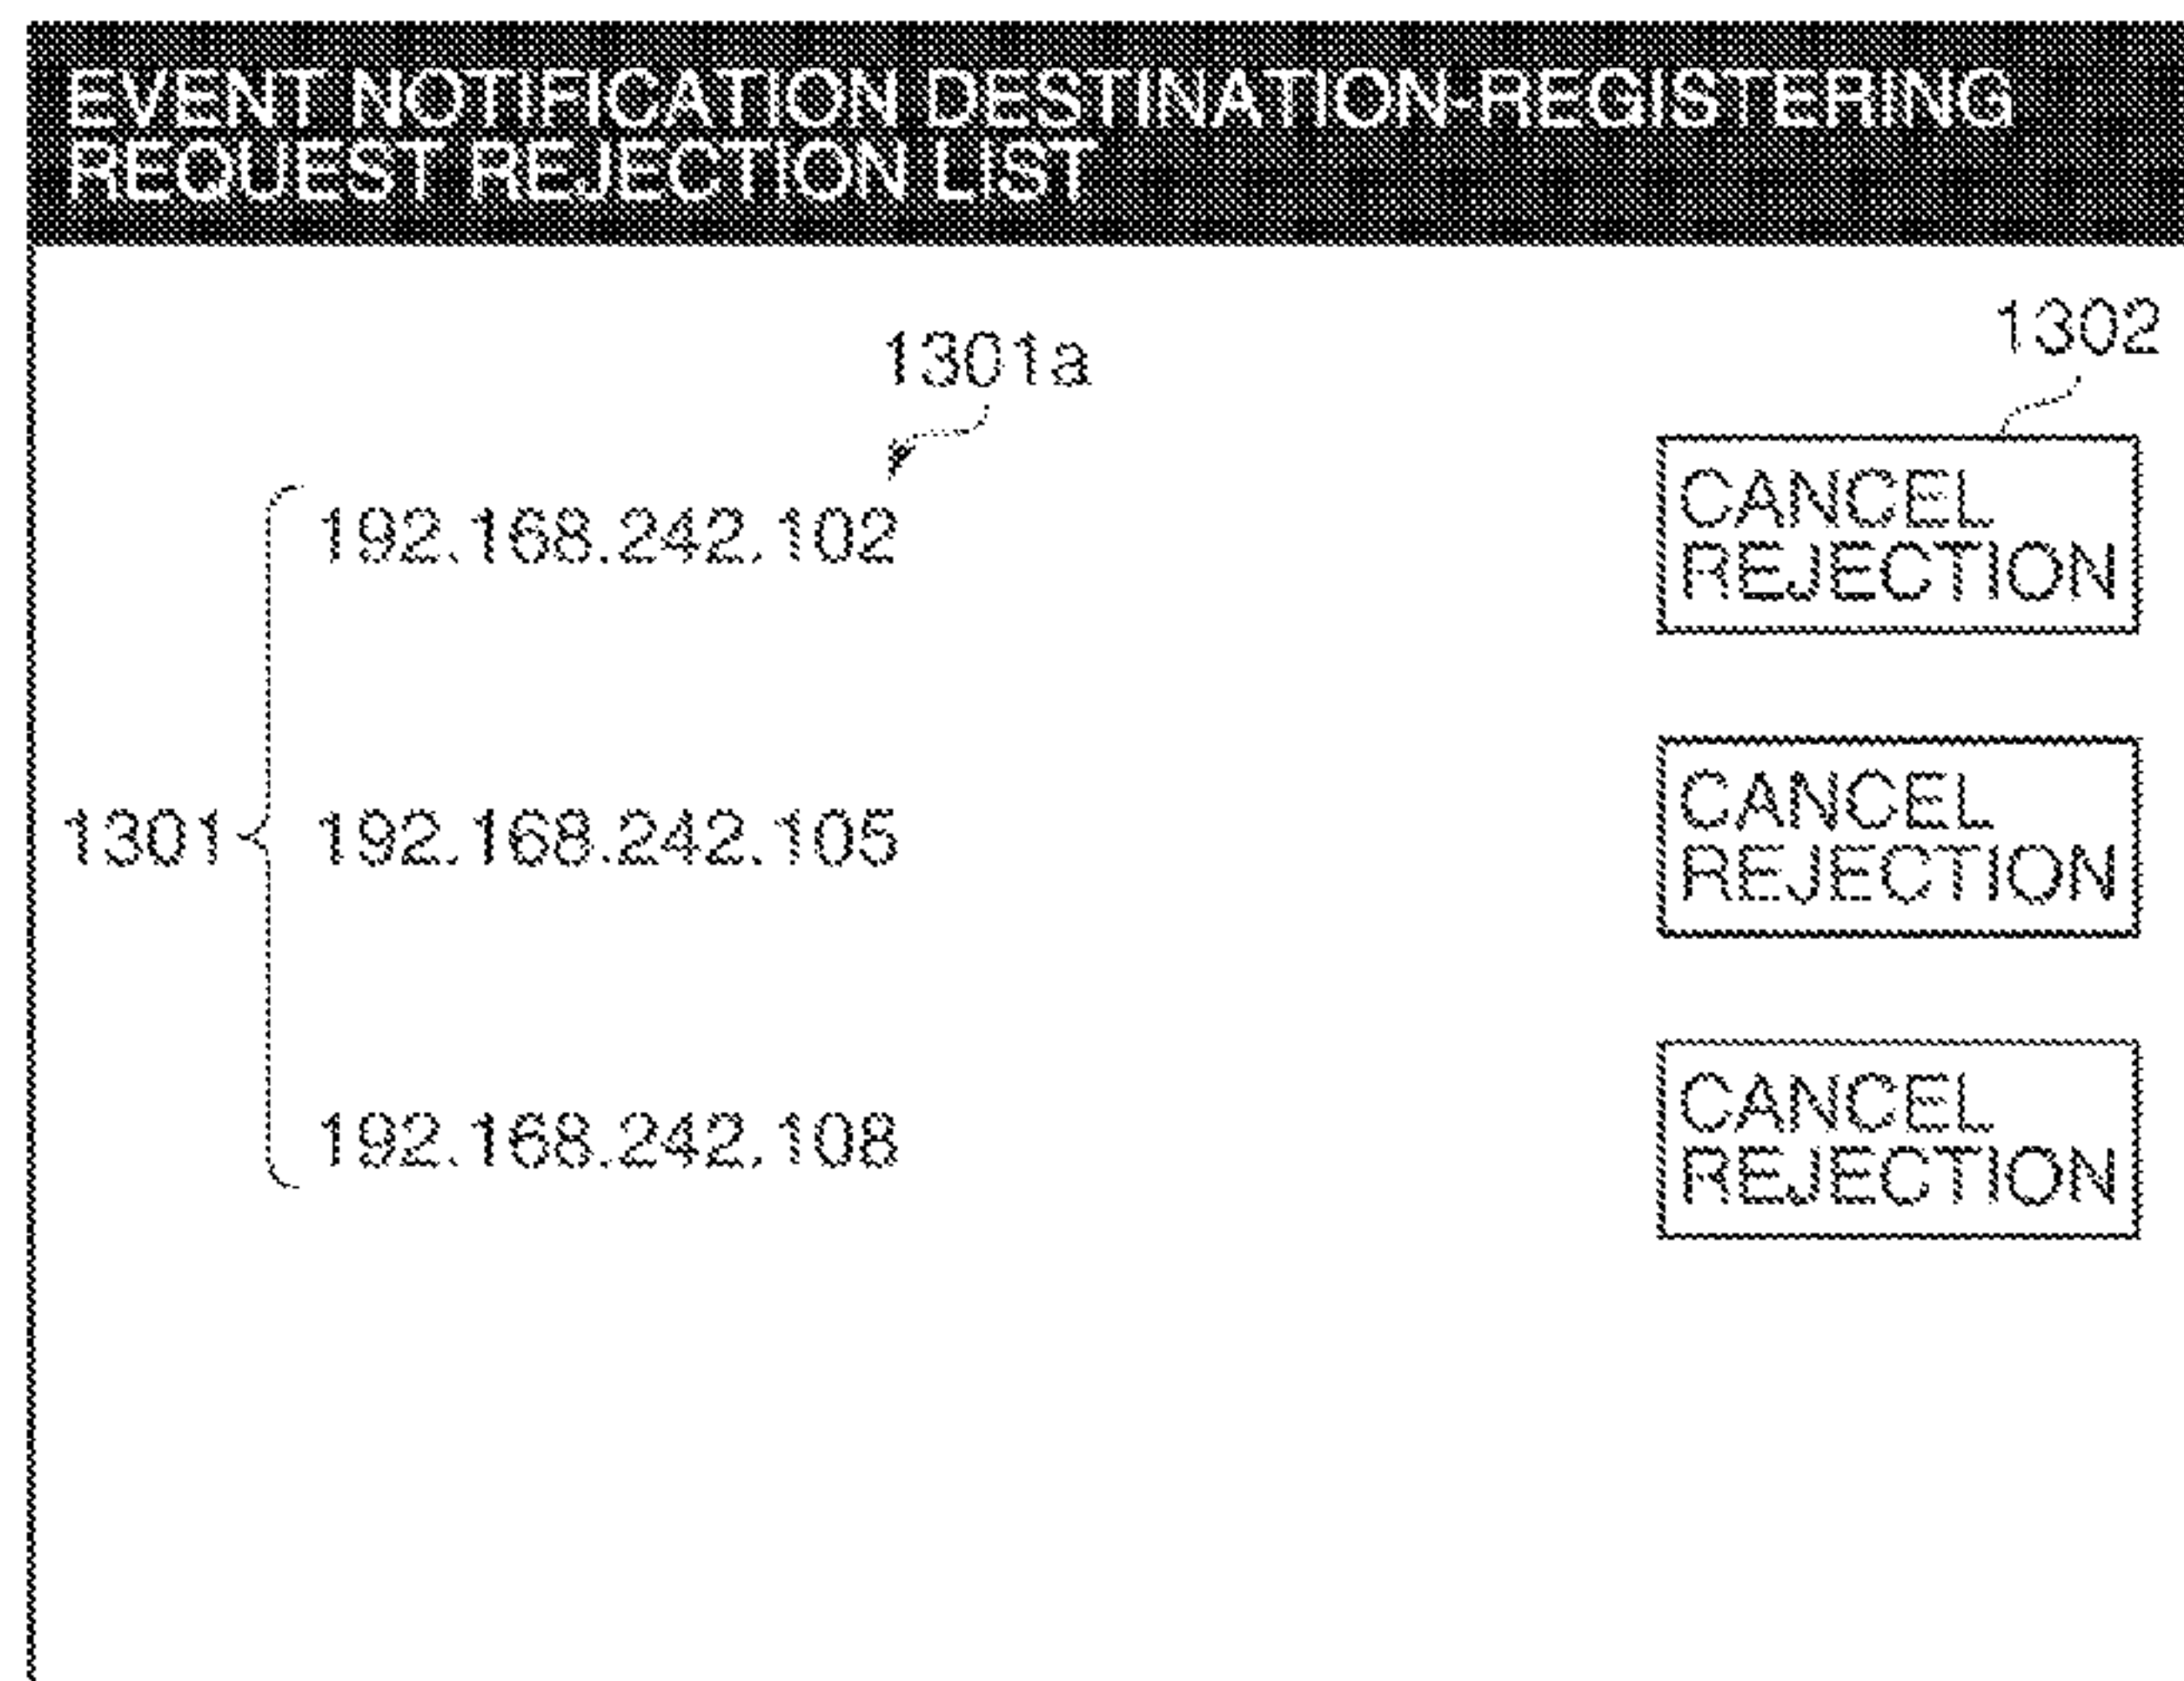 EVENT NOTIFICATION DESTINATION-REGISTERING
REQUEST REJECTION LIST
1301a
1302
192.168.242.102
CANCEL
REJECTION
1301
192.168.242.105
CANCEL
REJECTION
192.168.242.108
CANCEL
REJECTION